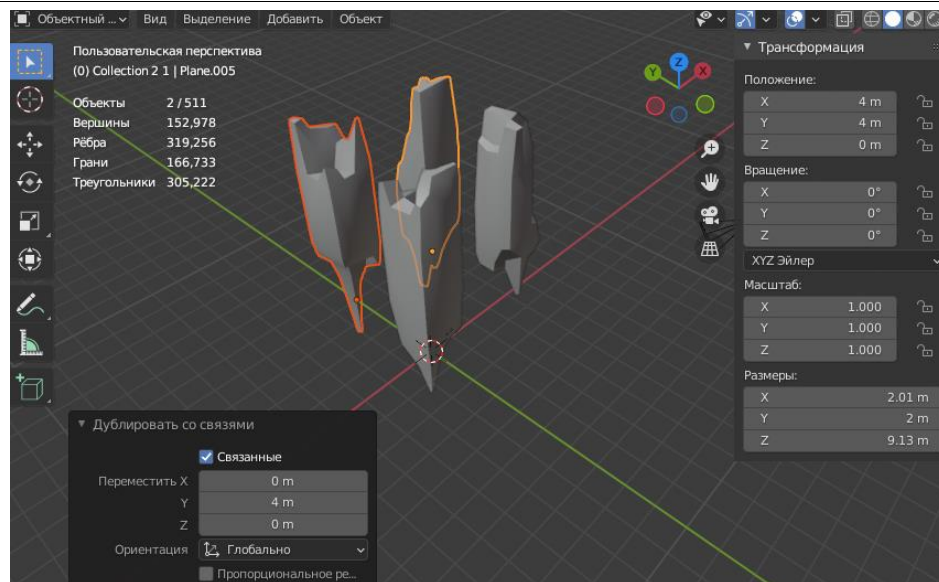 Объектный ... Вид Выделение Добавить Объект
Пользовательская перспектива
(0) Collection 2 1 | Plane.005
Объекты 2 / 511
Вершины 152,978
Рёбра 319,256
Грани 166,733
Треугольники 305,222
Y Z X
Трансформация
Положение:
X 4 m
Y 4 m
Z 0 m
Вращение:
X 0°
Y 0°
Z 0°
XYZ Эйлер
Масштаб:
X 1.000
Y 1.000
Z 1.000
Размеры:
X 2.01 m
Y 2 m
Z 9.13 m
Дублировать со связями
Связанные
Переместить X 0 m
Y 4 m
Z 0 m
Ориентация Глобально
Пропорциональное ре...